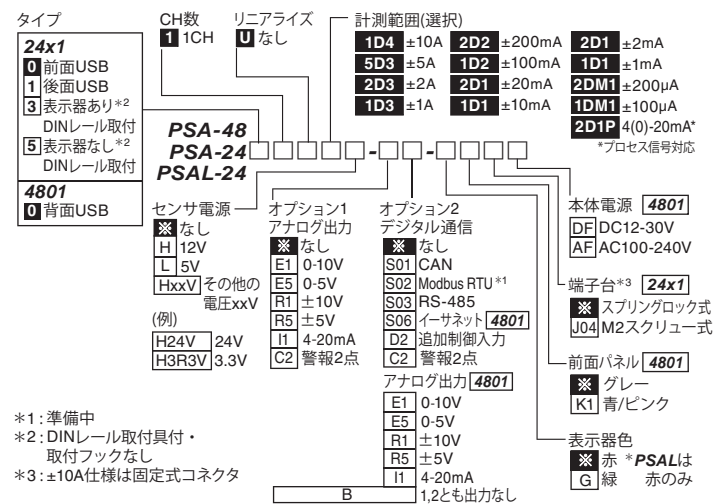 タイプ
24x1
0 前面USB
1 後面USB
3 表示器あり*2
DINレール取付
5 表示器なし*2
DINレール取付
4801
0 背面USB
CH数
1 1CH
リニアライズ
U なし
計測範囲(選択)
1D4 ±10A 2D2 ±200mA 2D1 ±2mA
5D3 ±5A 1D2 ±100mA 1D1 ±1mA
2D3 ±2A 2D1 ±20mA 2DM1 ±200µA
1D3 ±1A 1D1 ±10mA 1DM1 ±100µA
2D1P 4(0)-20mA*
*プロセス信号対応
PSA-48
PSA-24□□□□□-□□-□□□□
PSAL-24
センサ電源
※ なし
H 12V
L 5V
HxxV その他の
電圧xxV
(例)
H24V 24V
H3R3V 3.3V
オプション1
アナログ出力
※ なし
E1 0-10V
E5 0-5V
R1 ±10V
R5 ±5V
I1 4-20mA
C2 警報2点
オプション2
デジタル通信
※ なし
S01 CAN
S02 Modbus RTU*1
S03 RS-485
S06 イーサネット 4801
D2 追加制御入力
C2 警報2点
アナログ出力 4801
E1 0-10V
E5 0-5V
R1 ±10V
R5 ±5V
I1 4-20mA
B 1,2とも出力なし
本体電源 4801
DF DC12-30V
AF AC100-240V
端子台*3 24x1
※ スプリングロック式
J04 M2スクリュー式
前面パネル 4801
※ グレー
K1 青/ピンク
表示器色
※ 赤 *PSALは
G 緑 赤のみ
*1：準備中
*2：DINレール取付具付・
取付フックなし
*3：±10A仕様は固定式コネクタ